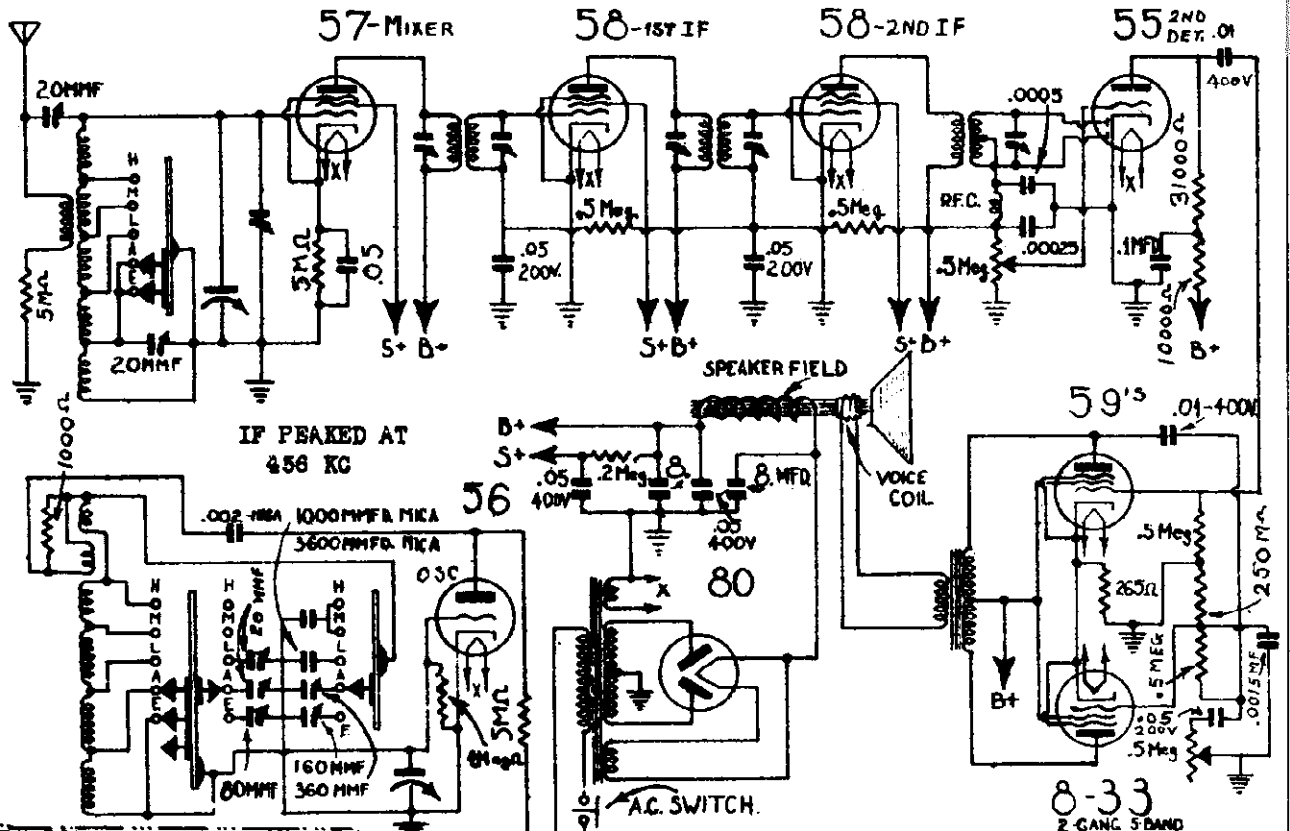 57-MIXER
58-1ST IF
58-2ND IF
55 2ND DET.
.01
400V
20MMF
.0005
X
X
X
X
31000Ω
.5 Meg.
.5 Meg.
R.F.C.
5MΩ
.05
.05
200V.
.05
200V.
.00025
.1MFD
.5 Meg
10000Ω
5MΩ
H
O
M
O
L
O
A
O
E
O
20MMF
S+ B+
S+ B+
S+ B+
B+
SPEAKER FIELD
59'S
.01-400V
1000Ω
IF PEAKED AT
456 KC
B+
S+
.2 Meg
8
8. MFD
.05
400V
.05
400V
VOICE
COIL
56
.002-MICA
1000 MMFD. MICA
3600 MMFD. MICA
OSC
80
X
.5 Meg
250 MΩ
265Ω
H
O
M
O
L
O
A
O
E
O
H
O
M
O
L
O
A
O
E
O
H
O
M
O
L
O
A
O
E
20 MMF
X
5MΩ
.5 MEG
.0015 MF
B+
.05
200V
.5 Meg
80MMF
160 MMF
360 MMF
A.C. SWITCH.
8-33
2-GANG 5-BAND